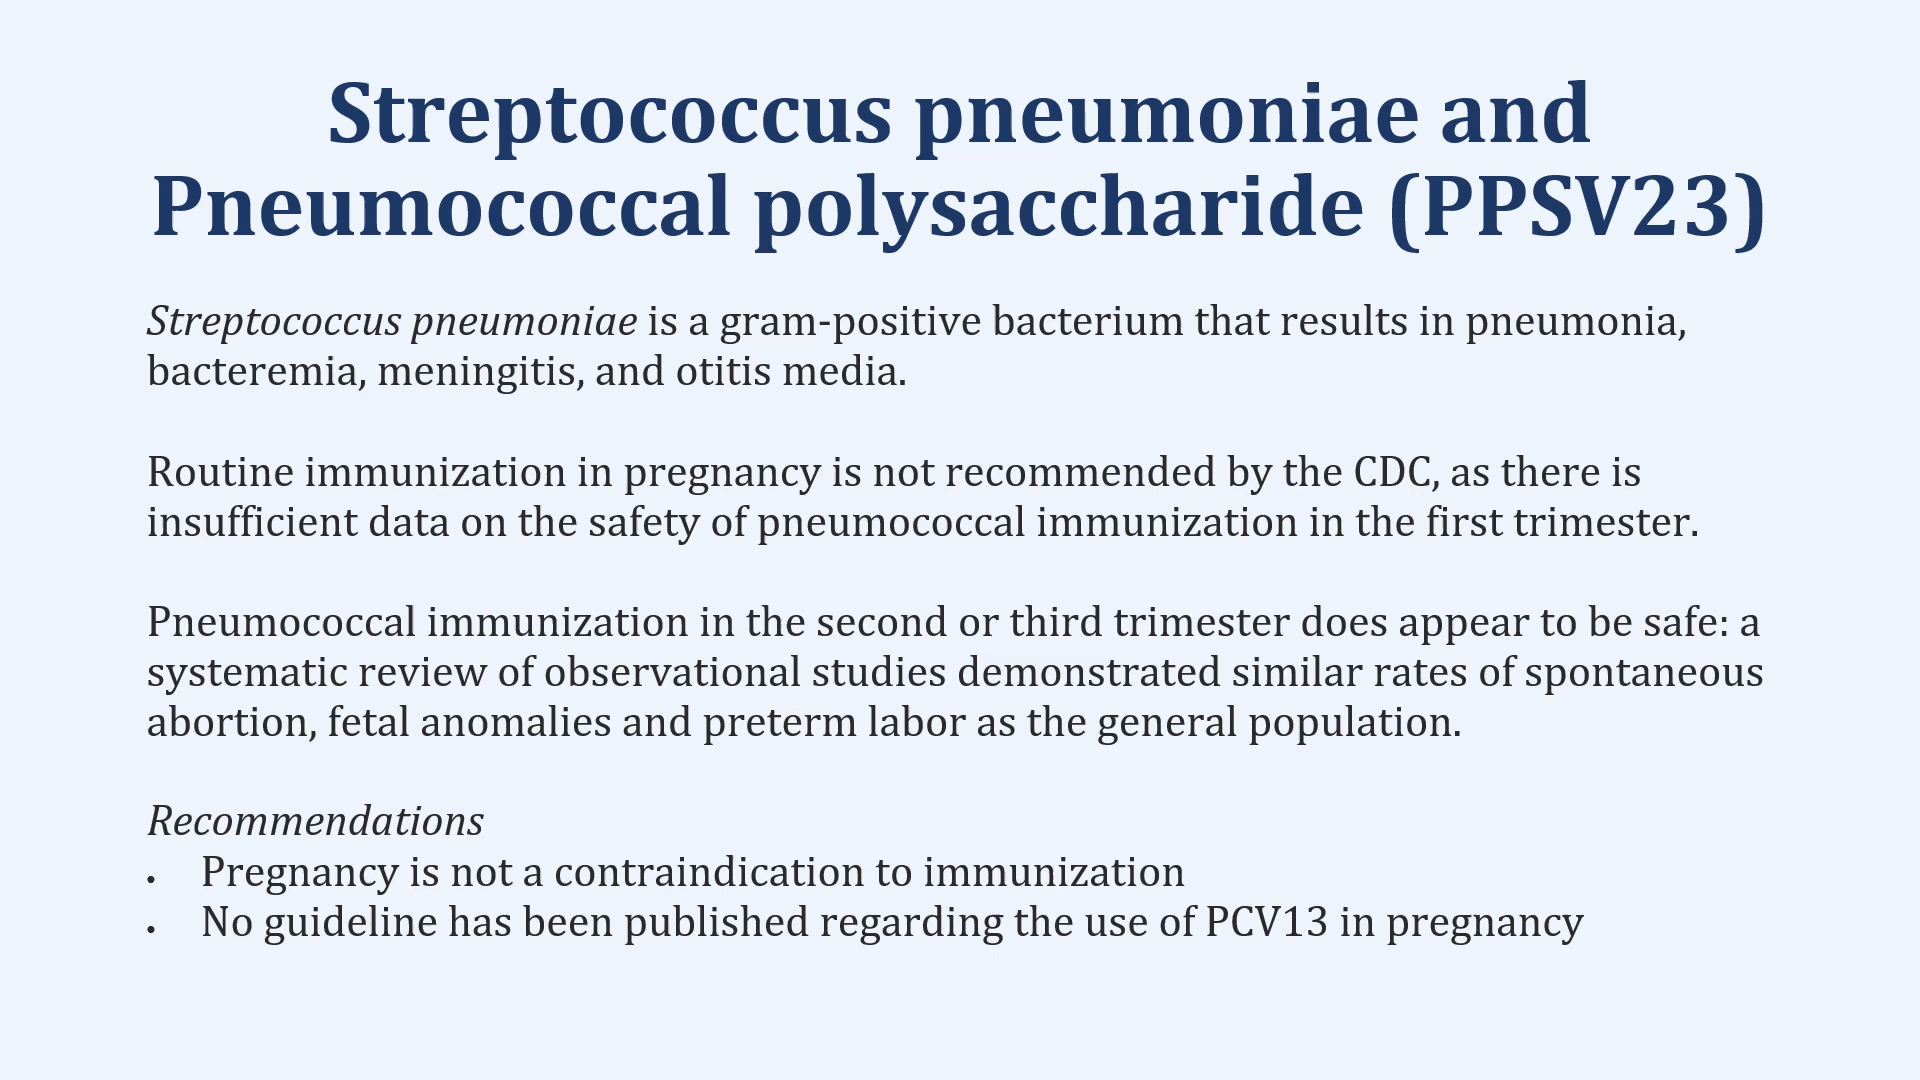 Streptococcus pneumoniae and
Pneumococcal polysaccharide (PPSV23)
Streptococcus pneumoniae is a gram-positive bacterium that results in pneumonia,
bacteremia, meningitis, and otitis media.
Routine immunization in pregnancy is not recommended by the CDC, as there is
insufficient data on the safety of pneumococcal immunization in the first trimester.
Pneumococcal immunization in the second or third trimester does appear to be safe: a
systematic review of observational studies demonstrated similar rates of spontaneous
abortion, fetal anomalies and preterm labor as the general population.
Recommendations
• Pregnancy is not a contraindication to immunization
• No guideline has been published regarding the use of PCV13 in pregnancy